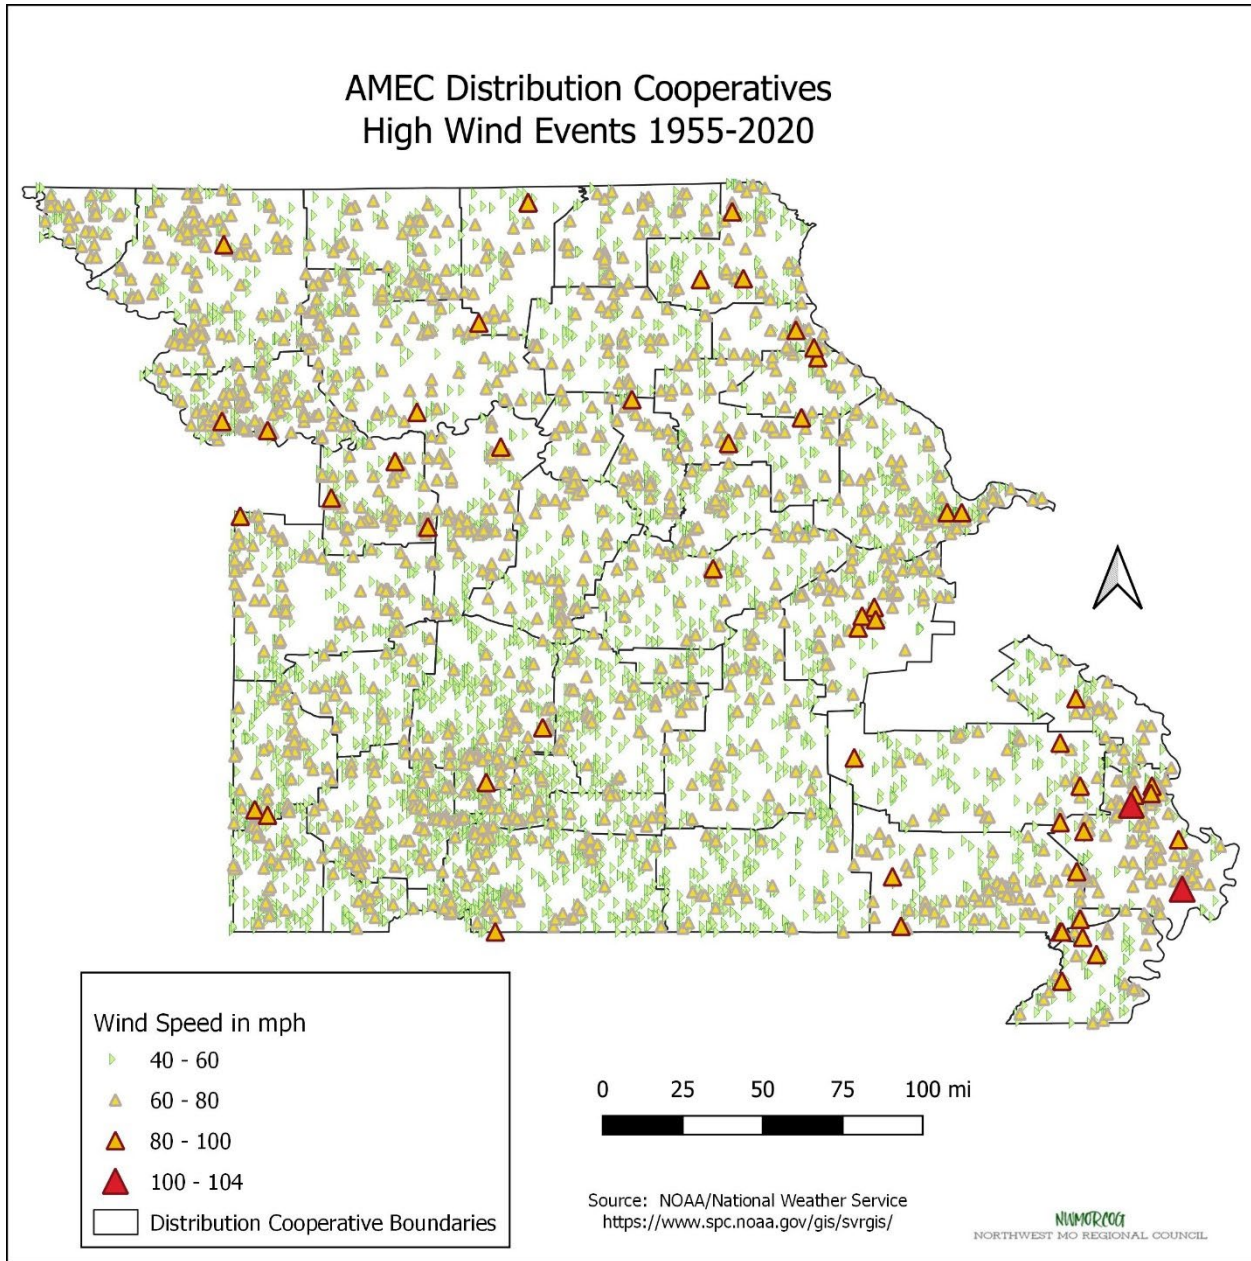 AMEC Distribution Cooperatives
High Wind Events 1955-2020
Wind Speed in mph
40 - 60
60 - 80
80 - 100
100 - 104
Distribution Cooperative Boundaries
0 25 50 75 100 mi
Source: NOAA/National Weather Service
https://www.spc.noaa.gov/gis/svrgis/
NWMORCOG
NORTHWEST MO REGIONAL COUNCIL